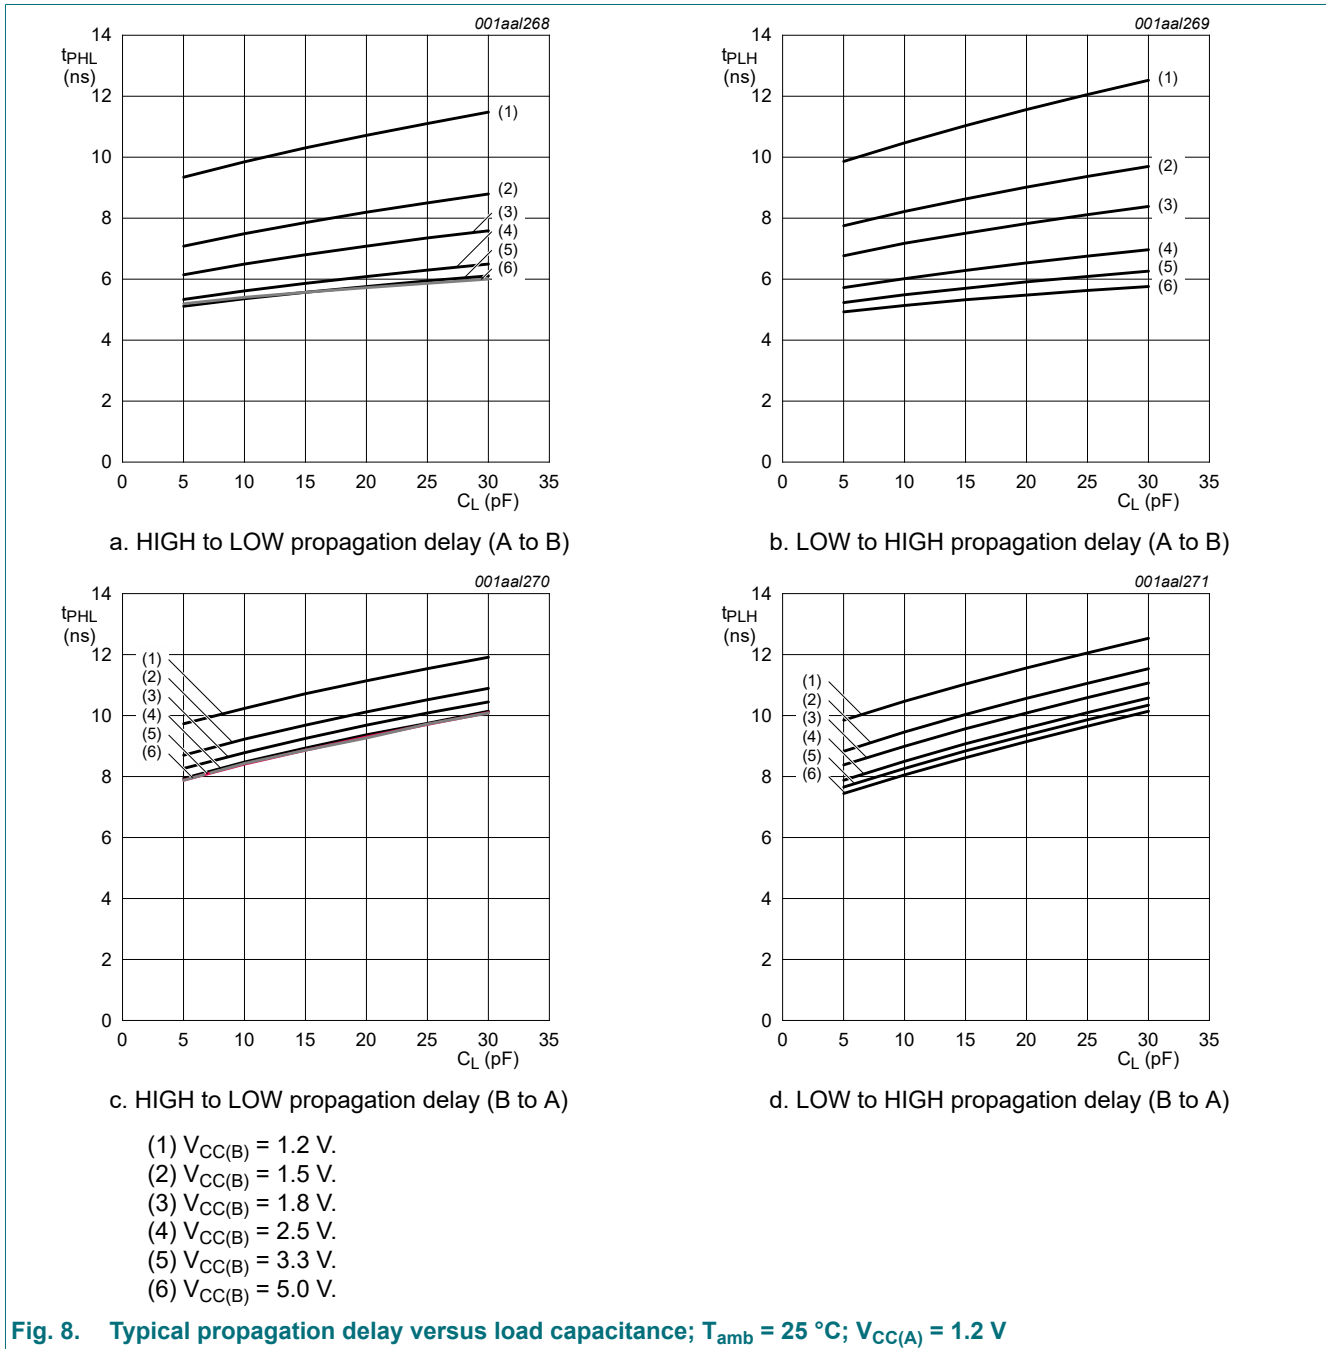 001aal268
14
tPHL
(ns)
12
10
8
6
4
2
0
(1)
(2)
(3)
(4)
(5)
(6)
0 5 10 15 20 25 30 35
CL (pF)
a. HIGH to LOW propagation delay (A to B)
001aal269
14
tPLH
(ns)
12
10
8
6
4
2
0
(1)
(2)
(3)
(4)
(5)
(6)
0 5 10 15 20 25 30 35
CL (pF)
b. LOW to HIGH propagation delay (A to B)
001aal270
14
tPHL
(ns)
12
10
8
6
4
2
0
(1)
(2)
(3)
(4)
(5)
(6)
0 5 10 15 20 25 30 35
CL (pF)
c. HIGH to LOW propagation delay (B to A)
001aal271
14
tPLH
(ns)
12
10
8
6
4
2
0
(1)
(2)
(3)
(4)
(5)
(6)
0 5 10 15 20 25 30 35
CL (pF)
d. LOW to HIGH propagation delay (B to A)
(1) VCC(B) = 1.2 V.
(2) VCC(B) = 1.5 V.
(3) VCC(B) = 1.8 V.
(4) VCC(B) = 2.5 V.
(5) VCC(B) = 3.3 V.
(6) VCC(B) = 5.0 V.
Fig. 8. Typical propagation delay versus load capacitance; Tamb = 25 °C; VCC(A) = 1.2 V